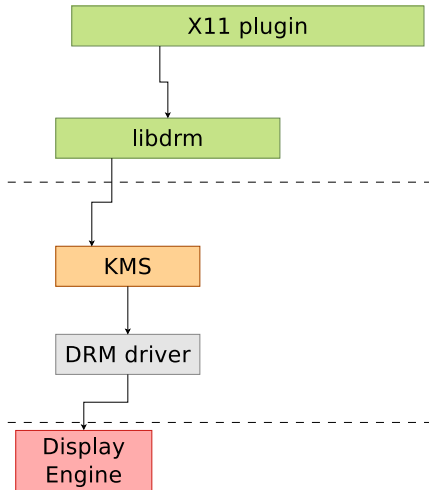 X11 plugin
libdrm
KMS
DRM driver
Display
Engine